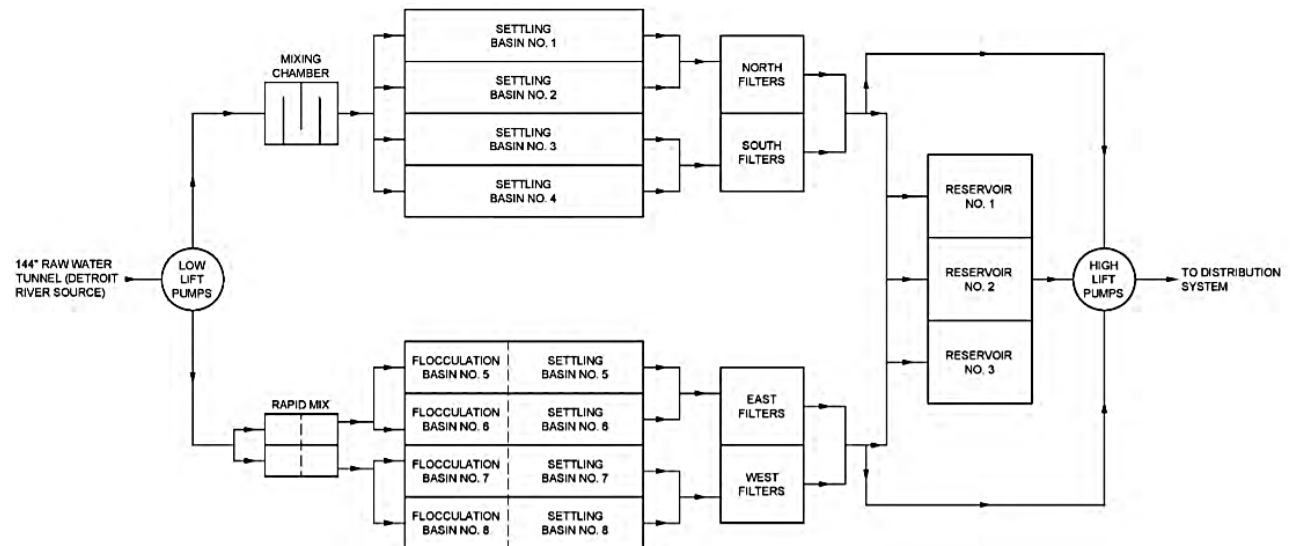 MIXING
CHAMBER
SETTLING
BASIN NO. 1
SETTLING
BASIN NO. 2
SETTLING
BASIN NO. 3
SETTLING
BASIN NO. 4
NORTH
FILTERS
SOUTH
FILTERS
144" RAW WATER
TUNNEL (DETROIT
RIVER SOURCE)
LOW
LIFT
PUMPS
RESERVOIR
NO. 1
RESERVOIR
NO. 2
RESERVOIR
NO. 3
HIGH
LIFT
PUMPS
TO DISTRIBUTION
SYSTEM
RAPID MIX
FLOCCULATION
BASIN NO. 5
SETTLING
BASIN NO. 5
FLOCCULATION
BASIN NO. 6
SETTLING
BASIN NO. 6
FLOCCULATION
BASIN NO. 7
SETTLING
BASIN NO. 7
FLOCCULATION
BASIN NO. 8
SETTLING
BASIN NO. 8
EAST
FILTERS
WEST
FILTERS